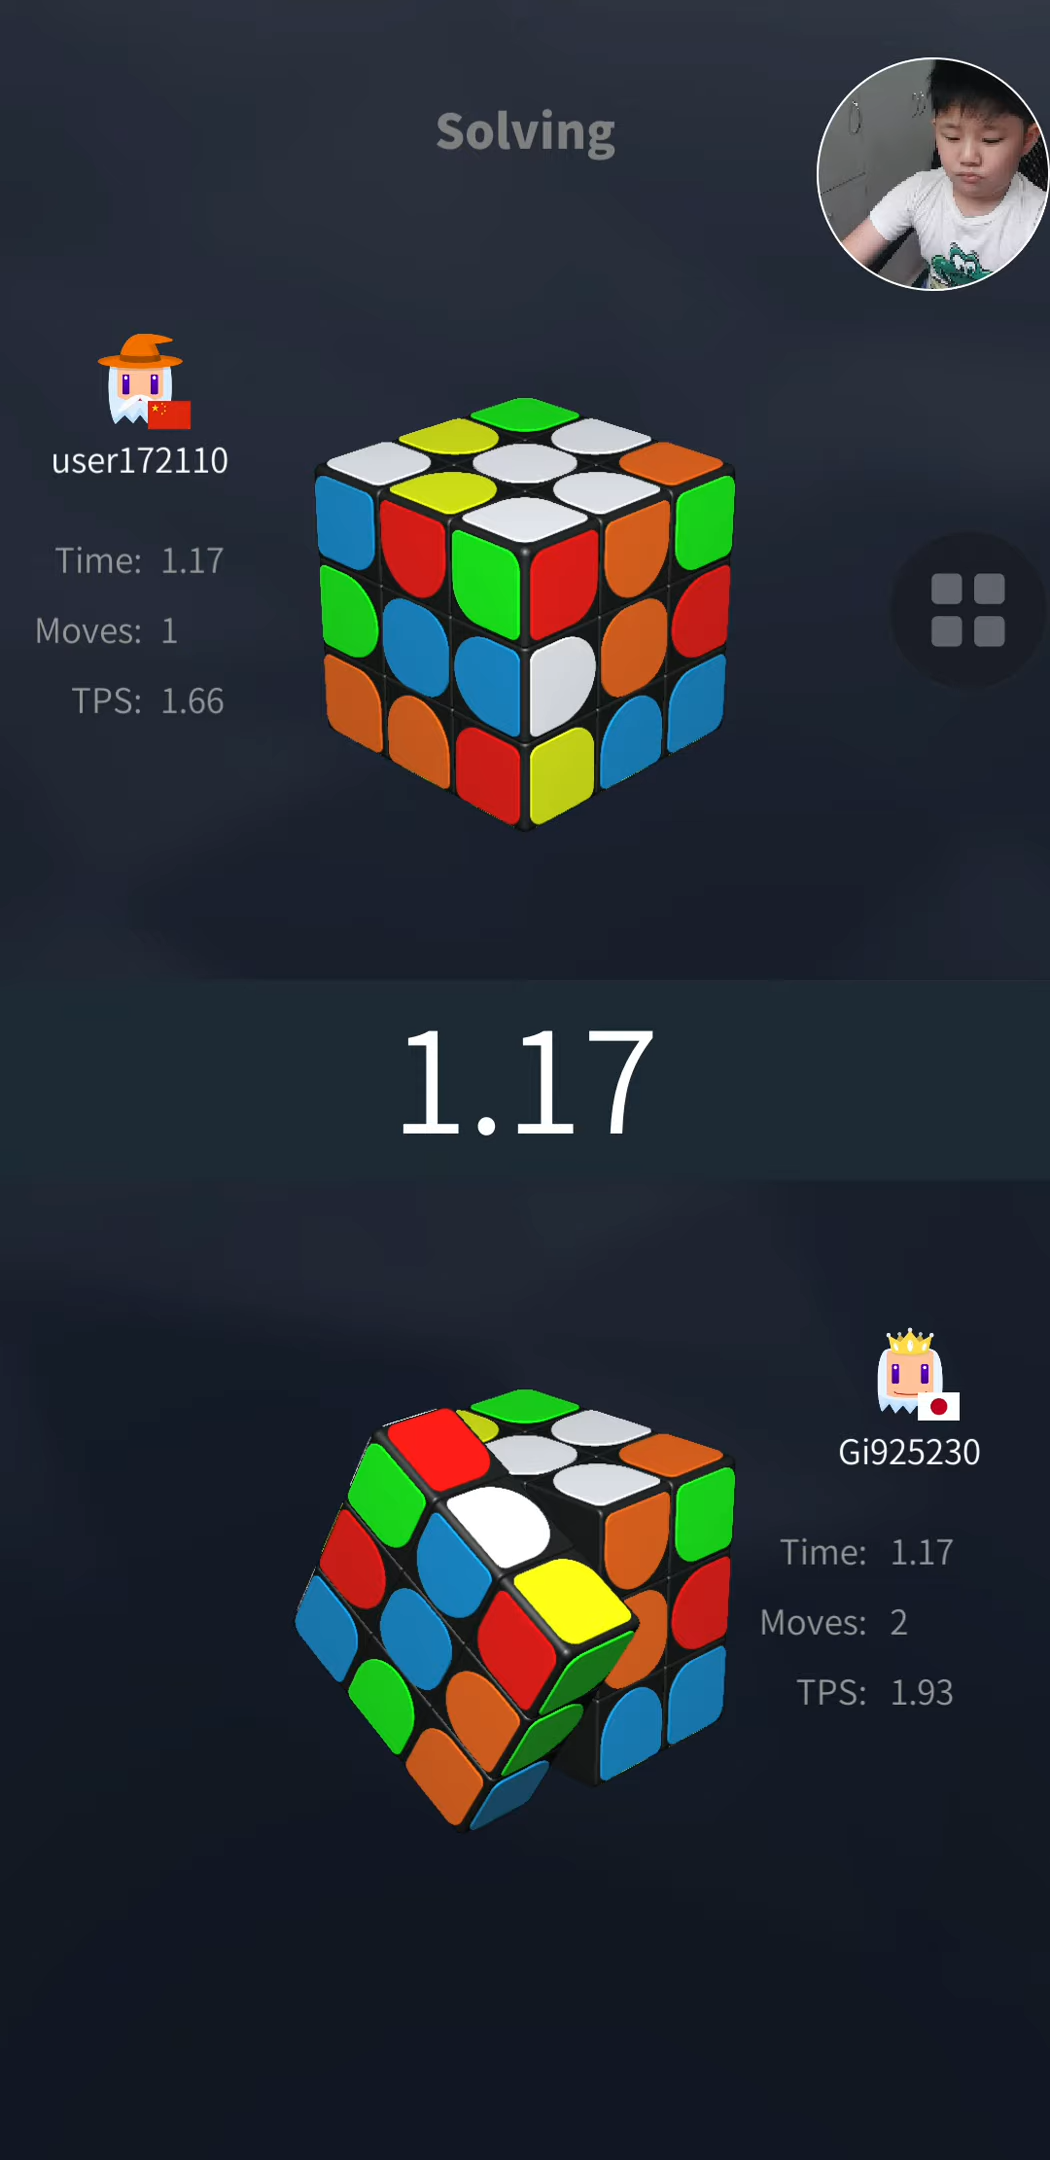 Solving
user172110
Time: 1.17
Moves: 1
TPS: 1.66
1.17
Gi925230
Time: 1.17
Moves: 2
TPS: 1.93